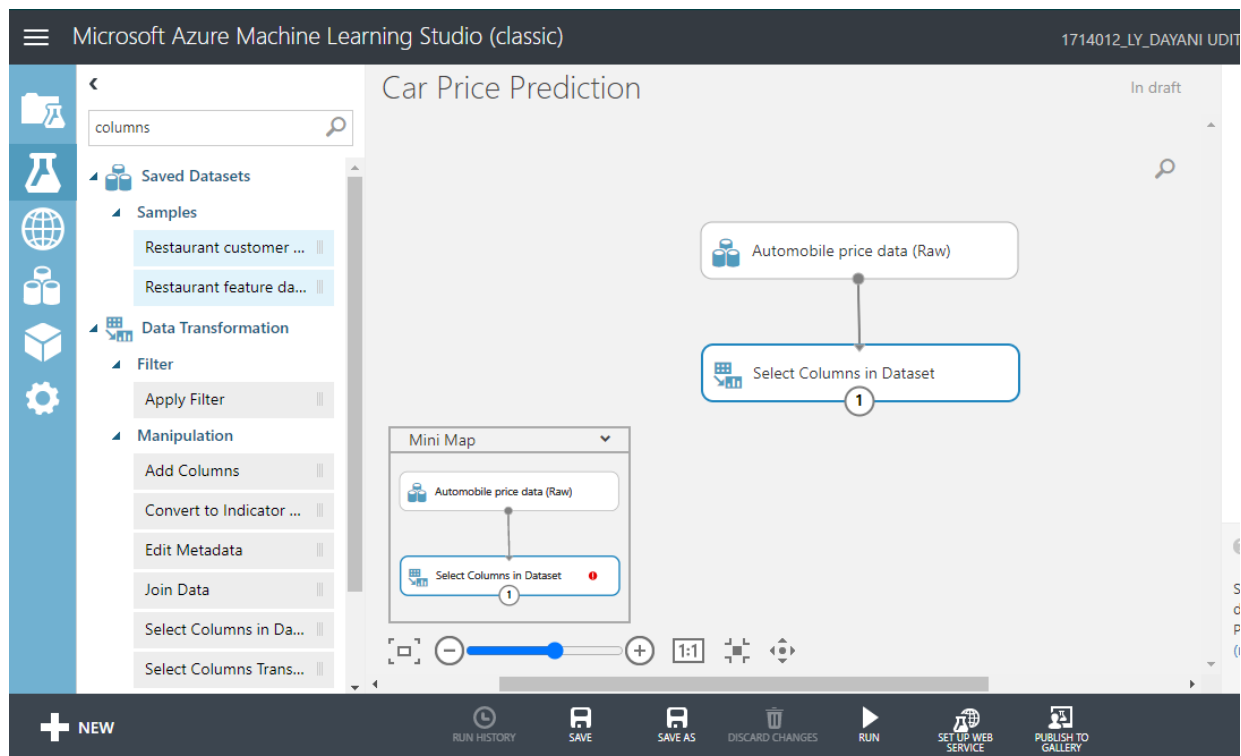 Microsoft Azure Machine Learning Studio (classic)
1714012_LY_DAYANI UDIT
columns
Saved Datasets
Samples
Restaurant customer ...
Restaurant feature da...
Data Transformation
Filter
Apply Filter
Manipulation
Add Columns
Convert to Indicator ...
Edit Metadata
Join Data
Select Columns in Da...
Select Columns Trans...
Car Price Prediction
In draft
Automobile price data (Raw)
Select Columns in Dataset
1
Mini Map
Automobile price data (Raw)
Select Columns in Dataset
1
1:1
S
d
P
NEW
RUN HISTORY
SAVE
SAVE AS
DISCARD CHANGES
RUN
SET UP WEB
SERVICE
PUBLISH TO
GALLERY